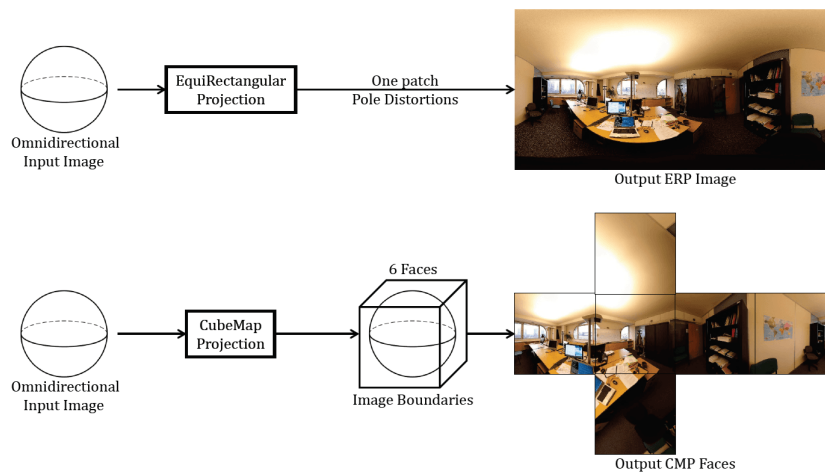 EquiRectangular
Projection
One patch
Pole Distortions
Omnidirectional
Input Image
Output ERP Image
6 Faces
CubeMap
Projection
Omnidirectional
Input Image
Image Boundaries
Output CMP Faces